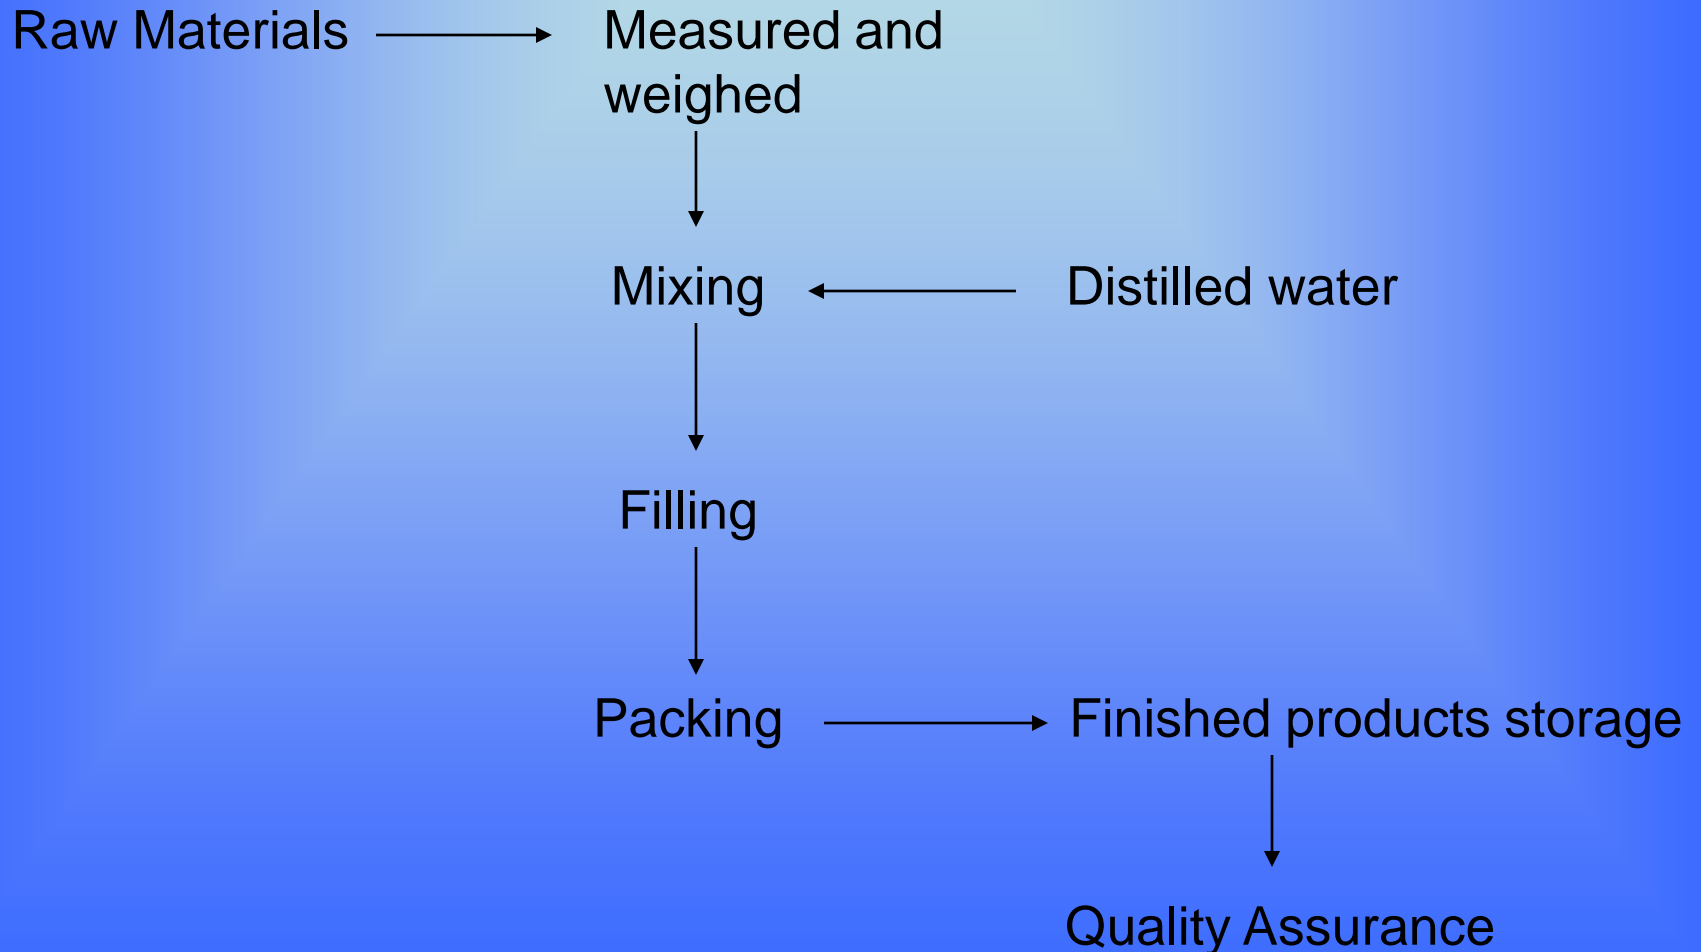 Raw Materials
Measured and
weighed
Mixing
Distilled water
Filling
Packing
Finished products storage
Quality Assurance